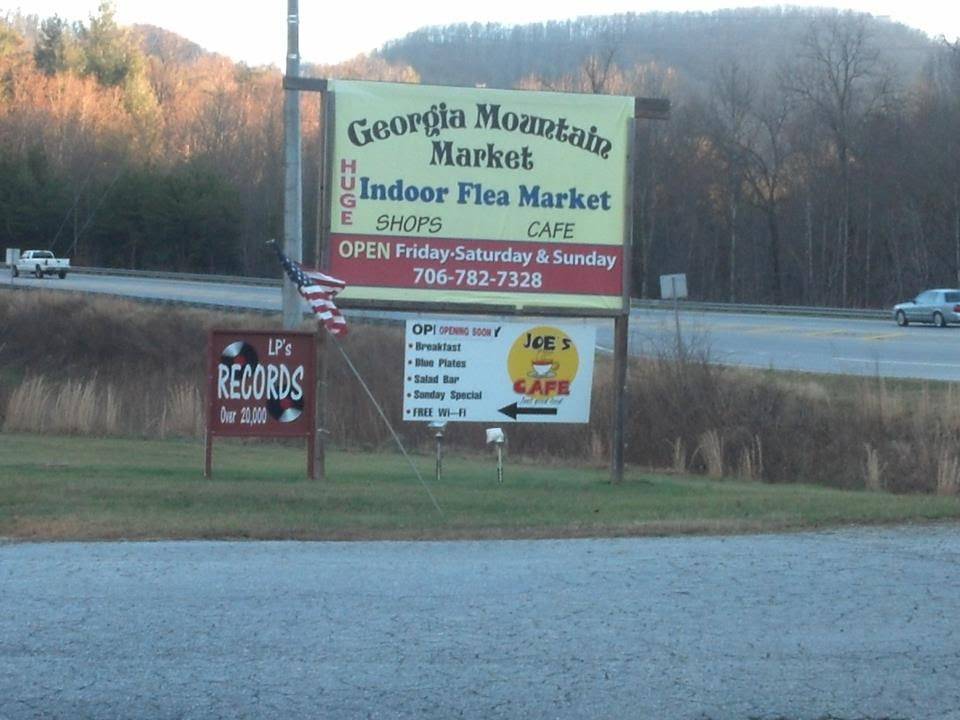 Georgia Mountain
Market
HUGE
Indoor Flea Market
SHOPS CAFE
OPEN Friday-Saturday & Sunday
706-782-7328
LP's
RECORDS
Over 20,000
OPENING SOON
• Breakfast
• Blue Plates
• Salad Bar
• Sunday Special
• FREE Wi-Fi
JOE'S
CAFE